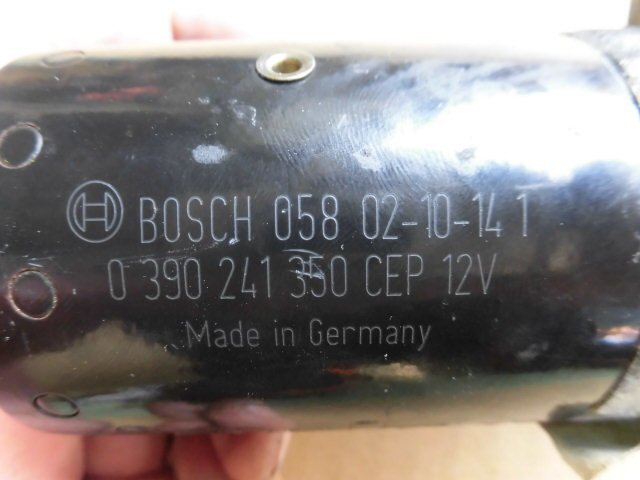 BOSCH 058 02-10-14 1
0 390 241 350 CEP 12V
Made in Germany